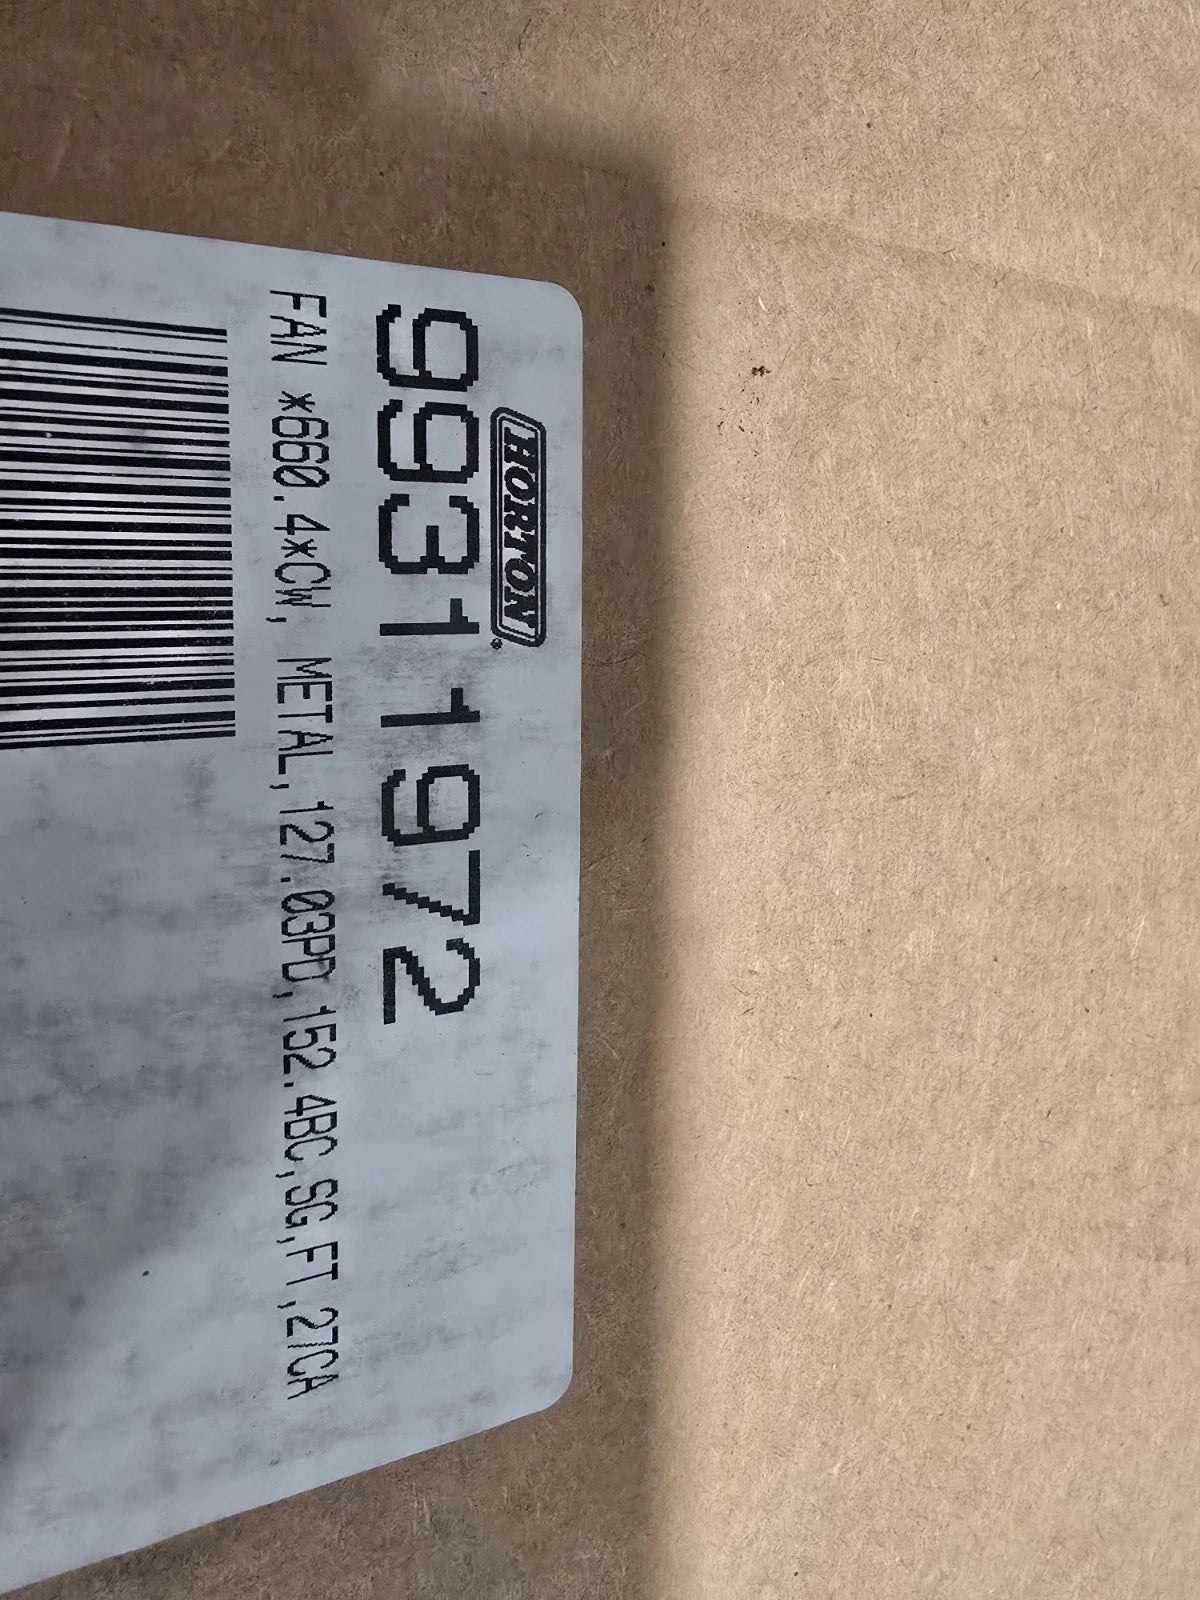 HORTON®
99311972
FAN *660.4*CW, METAL,127.03PD,152.4BC,SG,FT,27CA